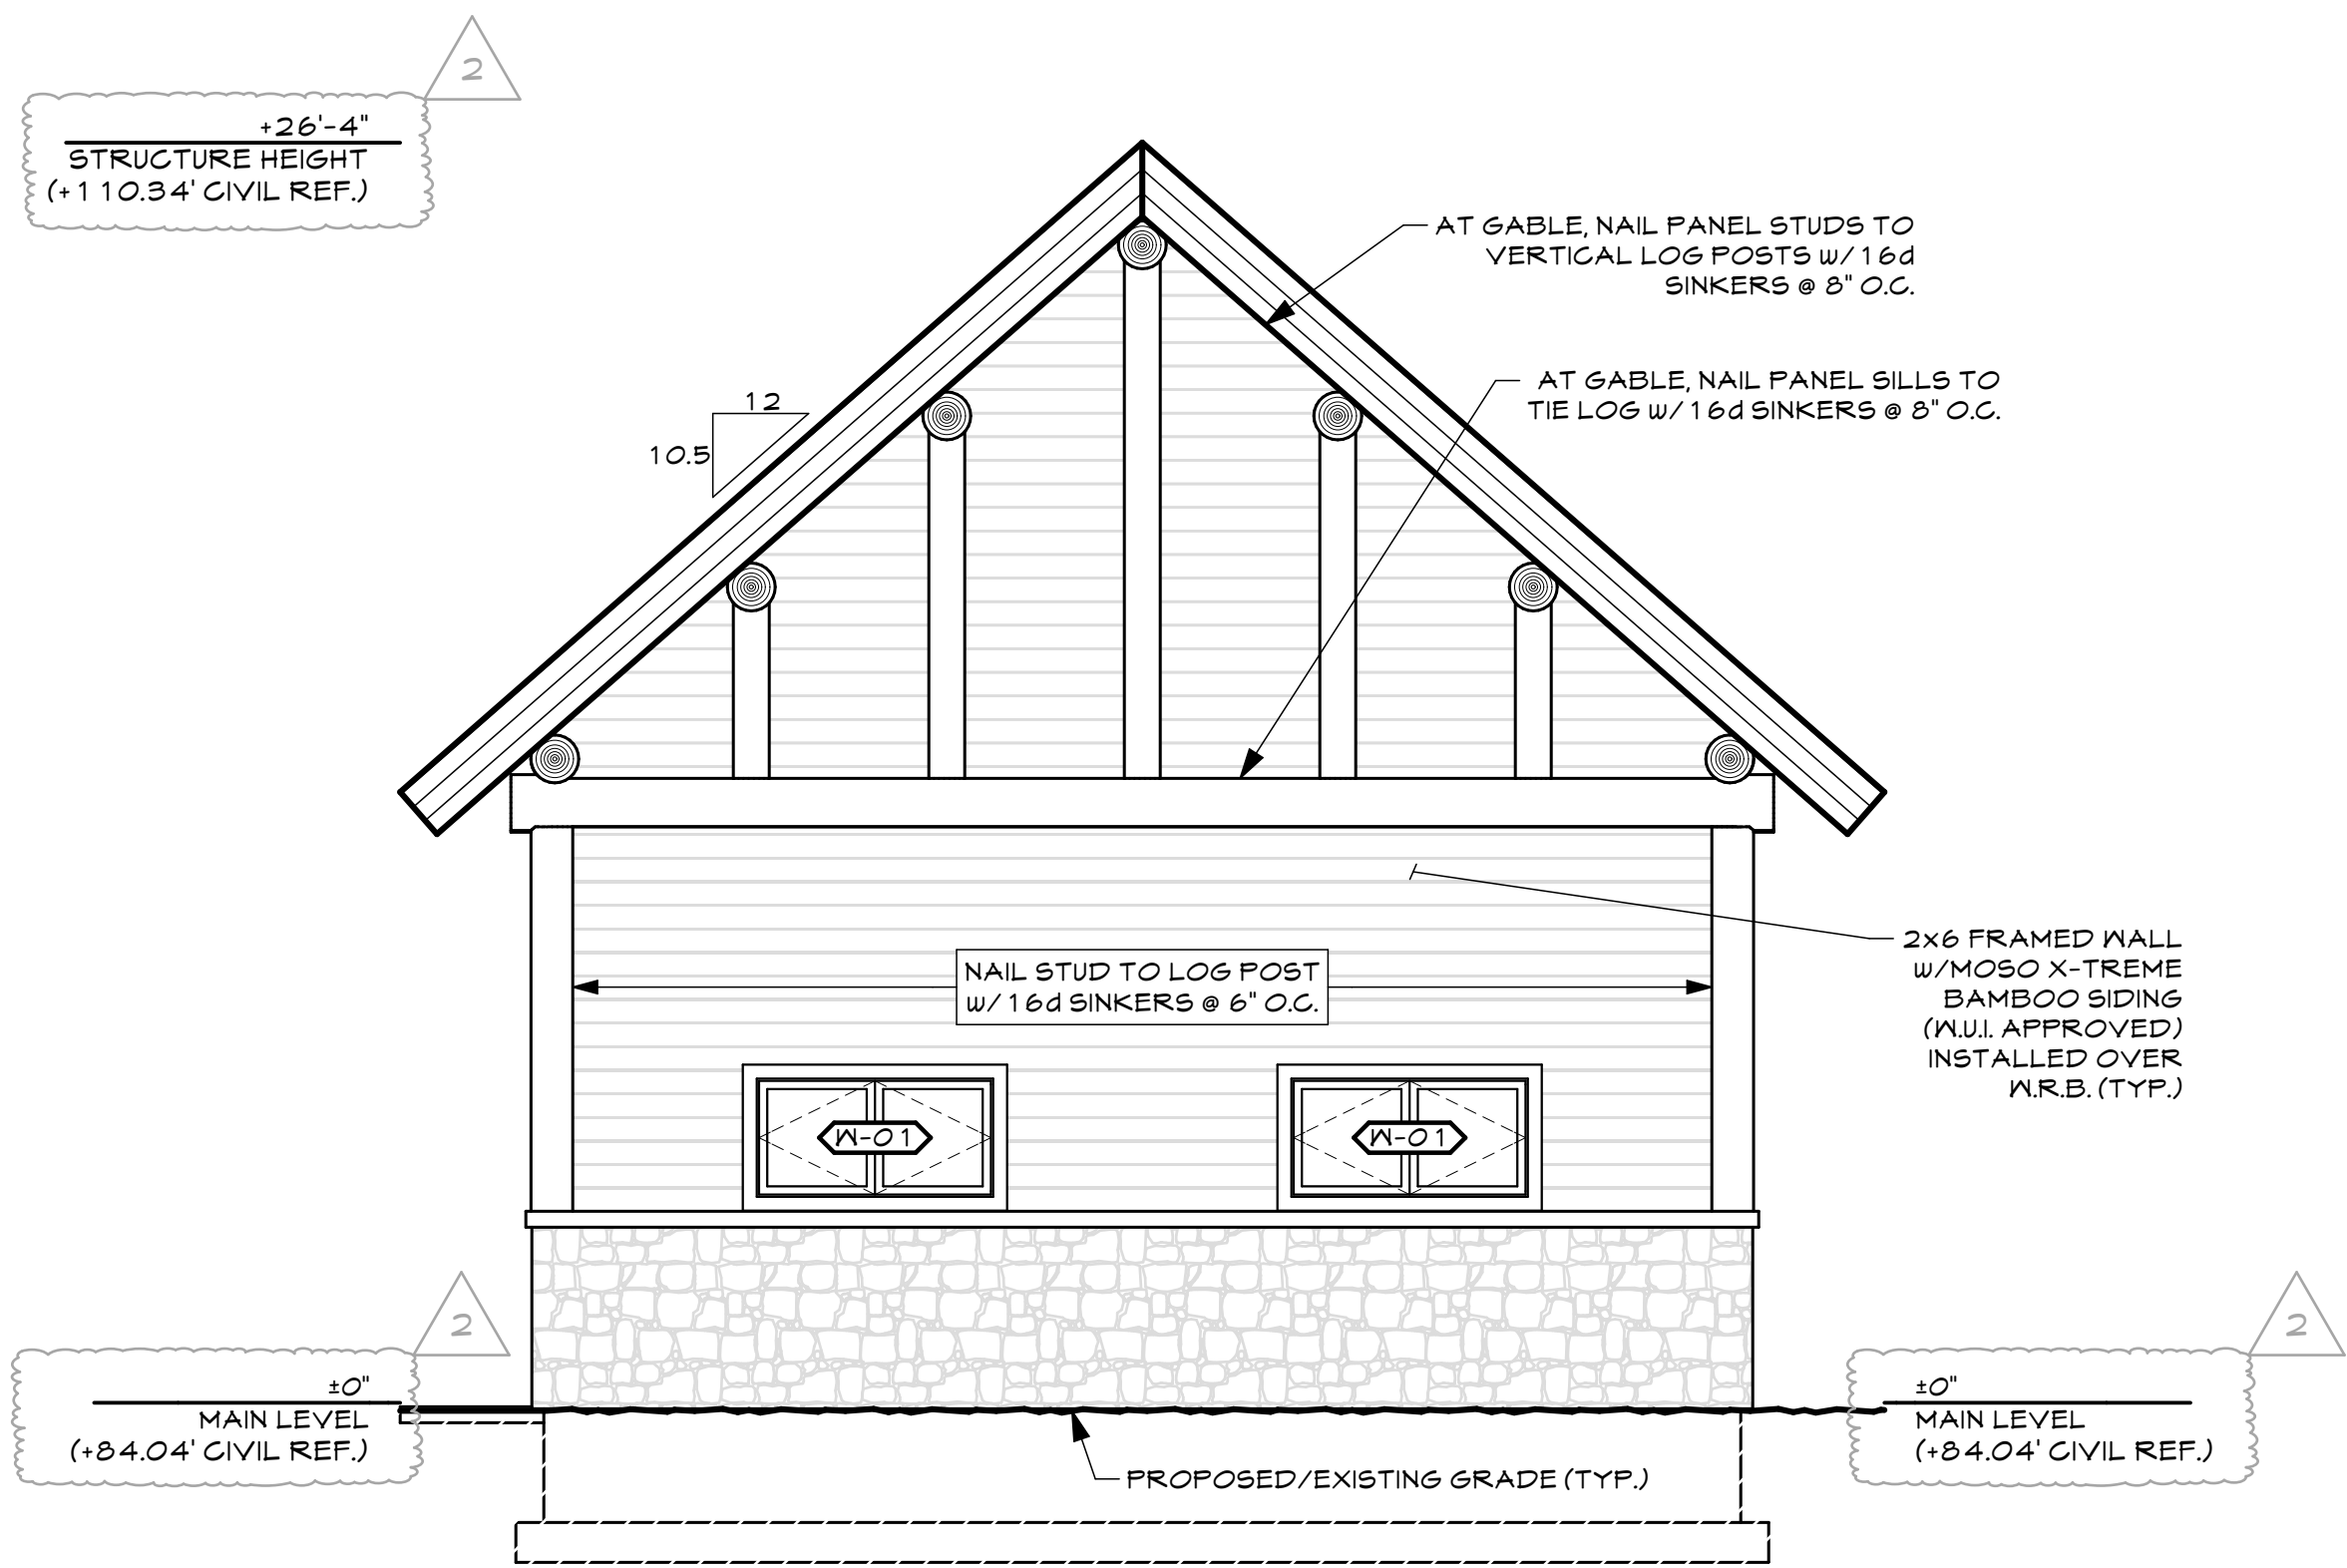 2
+26'-4"
STRUCTURE HEIGHT
(+110.34' CIVIL REF.)
AT GABLE, NAIL PANEL STUDS TO
VERTICAL LOG POSTS w/16d
SINKERS @ 8" O.C.
AT GABLE, NAIL PANEL SILLS TO
TIE LOG w/16d SINKERS @ 8" O.C.
12
10.5
2x6 FRAMED WALL
w/MOSO X-TREME
BAMBOO SIDING
(W.U.I. APPROVED)
INSTALLED OVER
W.R.B. (TYP.)
NAIL STUD TO LOG POST
w/16d SINKERS @ 6" O.C.
W-01
W-01
2
±0"
MAIN LEVEL
(+84.04' CIVIL REF.)
2
±0"
MAIN LEVEL
(+84.04' CIVIL REF.)
PROPOSED/EXISTING GRADE (TYP.)